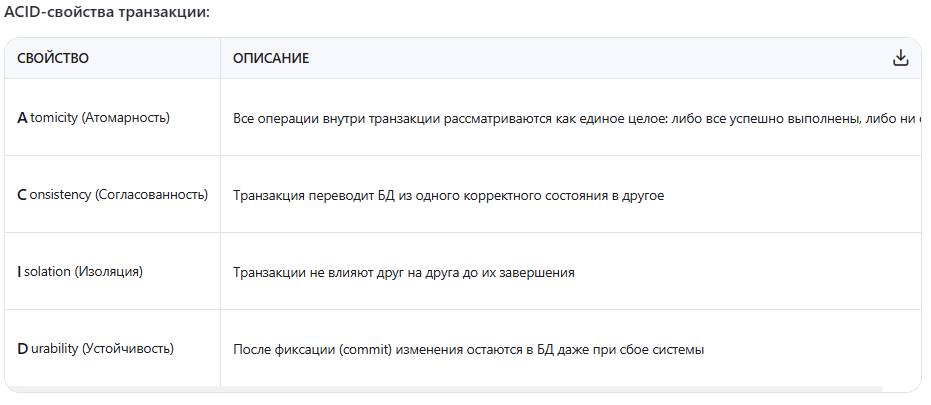 ACID-свойства транзакции:
СВОЙСТВО
ОПИСАНИЕ
A tomicity (Атомарность)
Все операции внутри транзакции рассматриваются как единое целое: либо все успешно выполнены, либо ни
C onsistency (Согласованность)
Транзакция переводит БД из одного корректного состояния в другое
I solation (Изоляция)
Транзакции не влияют друг на друга до их завершения
D urability (Устойчивость)
После фиксации (commit) изменения остаются в БД даже при сбое системы